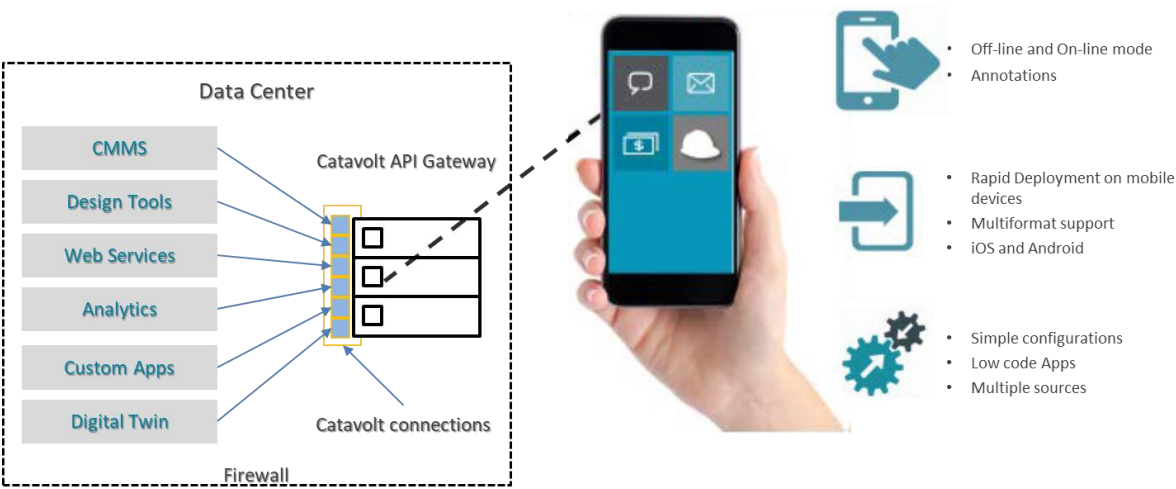 Data Center
CMMS
Design Tools
Web Services
Analytics
Custom Apps
Digital Twin
Catavolt API Gateway
Catavolt connections
Firewall
$
• Off-line and On-line mode
• Annotations
• Rapid Deployment on mobile
devices
• Multiformat support
• iOS and Android
• Simple configurations
• Low code Apps
• Multiple sources